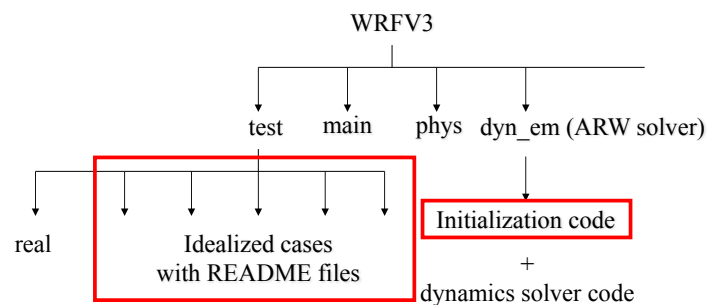 WRFV3
test main phys dyn_em (ARW solver)
real
Idealized cases
with README files
Initialization code
+
dynamics solver code